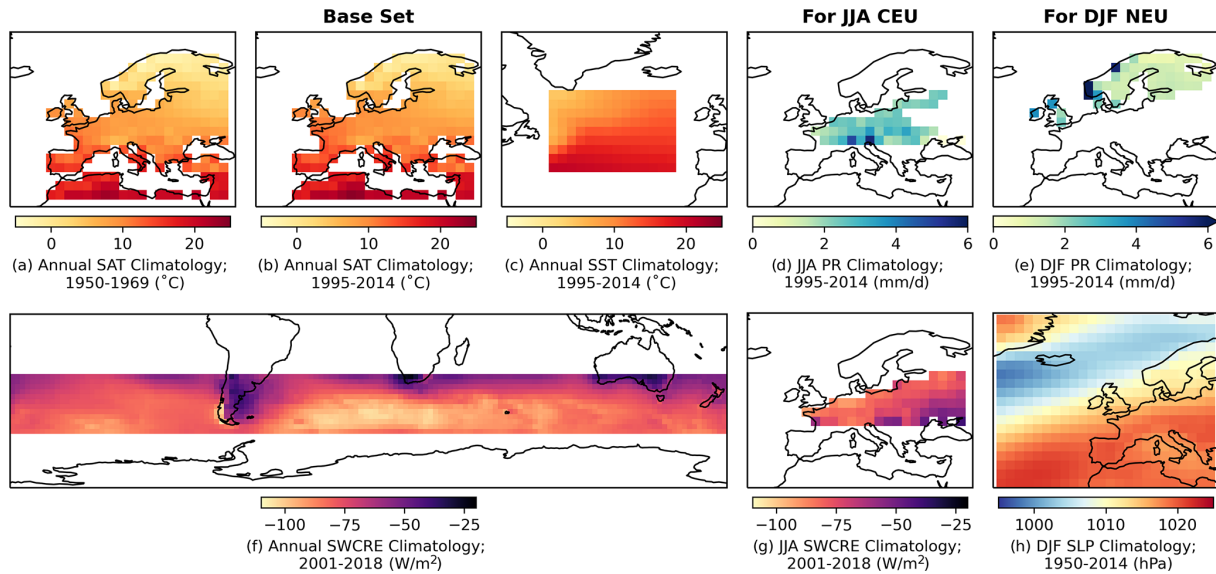 Base Set
For JJA CEU
For DJF NEU
0 10 20
0 10 20
0 10 20
0 2 4 6
0 2 4 6
(a) Annual SAT Climatology;
1950-1969 (˚C)
(b) Annual SAT Climatology;
1995-2014 (˚C)
(c) Annual SST Climatology;
1995-2014 (˚C)
(d) JJA PR Climatology;
1995-2014 (mm/d)
(e) DJF PR Climatology;
1995-2014 (mm/d)
−100 −75 −50 −25
−100 −75 −50 −25
1000 1010 1020
(f) Annual SWCRE Climatology;
2001-2018 (W/m²)
(g) JJA SWCRE Climatology;
2001-2018 (W/m²)
(h) DJF SLP Climatology;
1950-2014 (hPa)